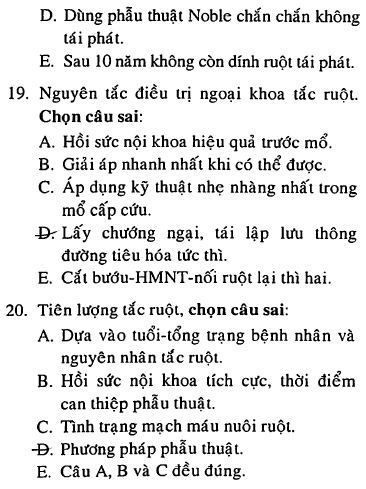 D. Dùng phẫu thuật Noble chắn chắn không
tái phát.
E. Sau 10 năm không còn dính ruột tái phát.
19. Nguyên tắc điều trị ngoại khoa tắc ruột.
Chọn câu sai:
A. Hồi sức nội khoa hiệu quả trước mổ.
B. Giải áp nhanh nhất khi có thể được.
C. Áp dụng kỹ thuật nhẹ nhàng nhất trong
mổ cấp cứu.
D. Lấy chướng ngại, tái lập lưu thông
đường tiêu hóa tức thì.
E. Cắt bướu-HMNT-nối ruột lại thì hai.
20. Tiên lượng tắc ruột, chọn câu sai:
A. Dựa vào tuổi-tổng trạng bệnh nhân và
nguyên nhân tắc ruột.
B. Hồi sức nội khoa tích cực, thời điểm
can thiệp phẫu thuật.
C. Tình trạng mạch máu nuôi ruột.
D. Phương pháp phẫu thuật.
E. Câu A, B và C đều đúng.